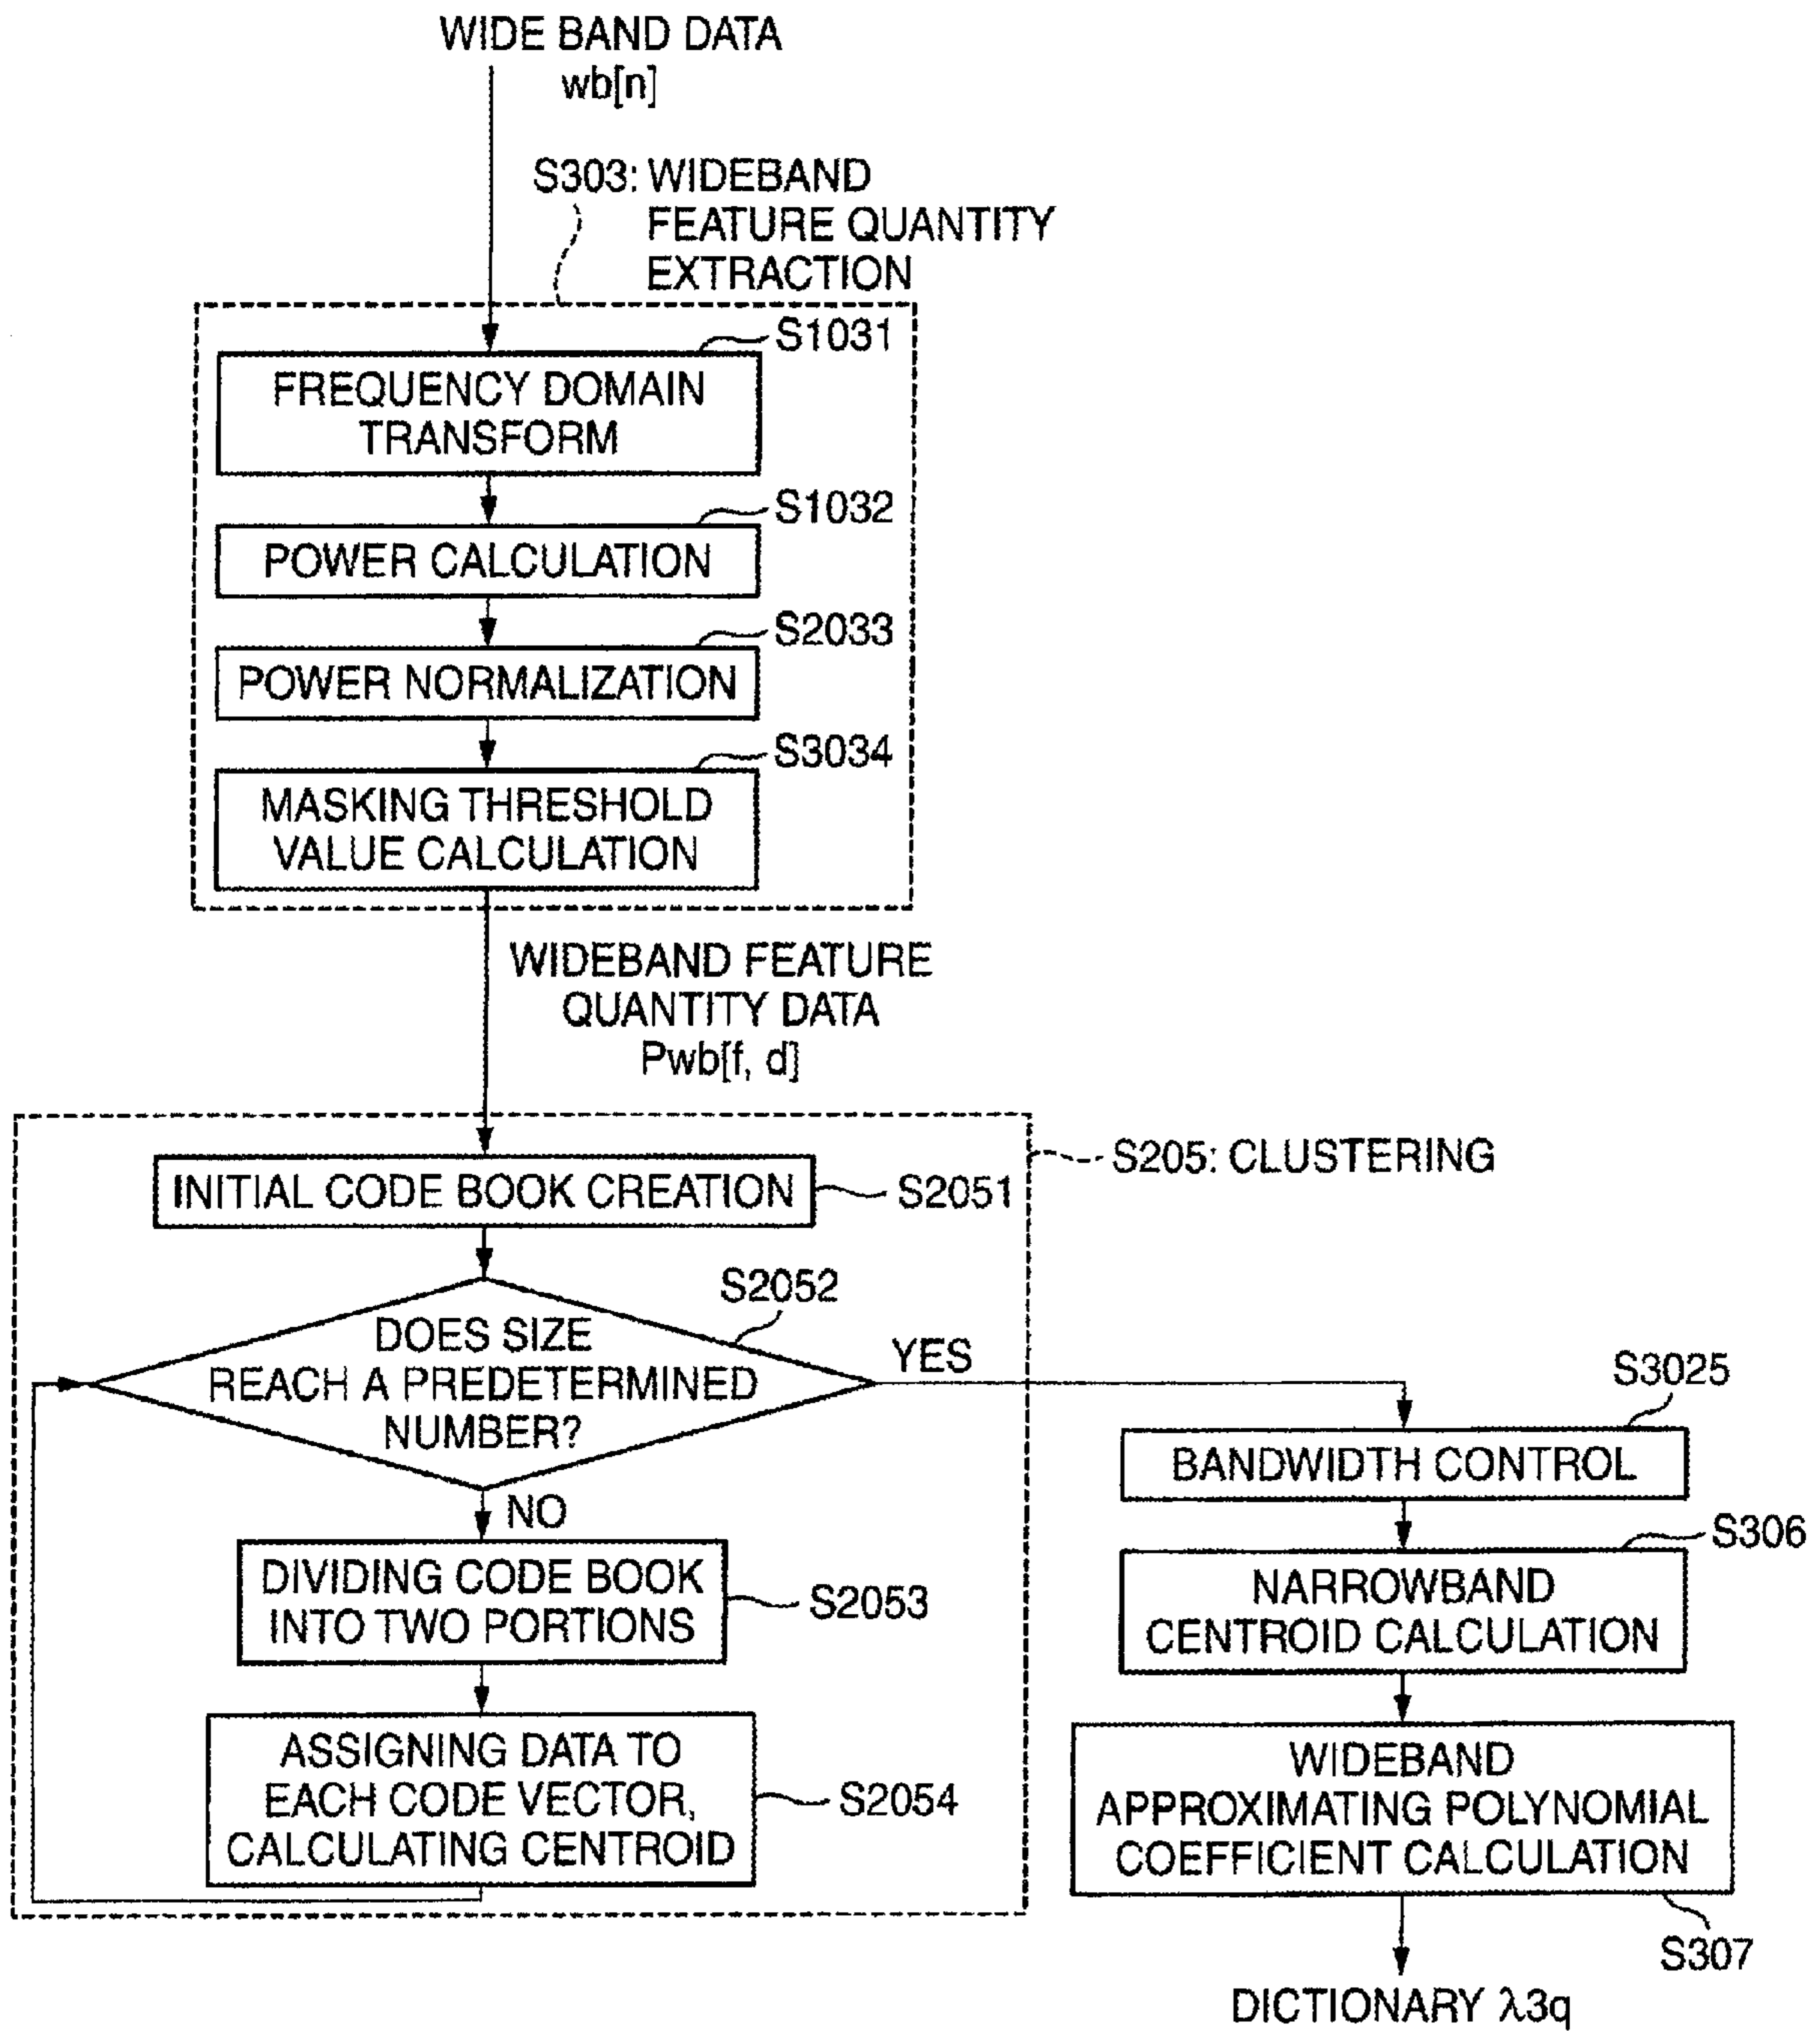 WIDE BAND DATA
wb[n]
S303: WIDEBAND
FEATURE QUANTITY
EXTRACTION
S1031
FREQUENCY DOMAIN
TRANSFORM
S1032
POWER CALCULATION
S2033
POWER NORMALIZATION
S3034
MASKING THRESHOLD
VALUE CALCULATION
WIDEBAND FEATURE
QUANTITY DATA
Pwb[f, d]
S205: CLUSTERING
INITIAL CODE BOOK CREATION
S2051
S2052
DOES SIZE
REACH A PREDETERMINED
NUMBER?
YES
NO
DIVIDING CODE BOOK
INTO TWO PORTIONS
S2053
ASSIGNING DATA TO
EACH CODE VECTOR,
CALCULATING CENTROID
S2054
S3025
BANDWIDTH CONTROL
S306
NARROWBAND
CENTROID CALCULATION
WIDEBAND
APPROXIMATING POLYNOMIAL
COEFFICIENT CALCULATION
S307
DICTIONARY λ3q